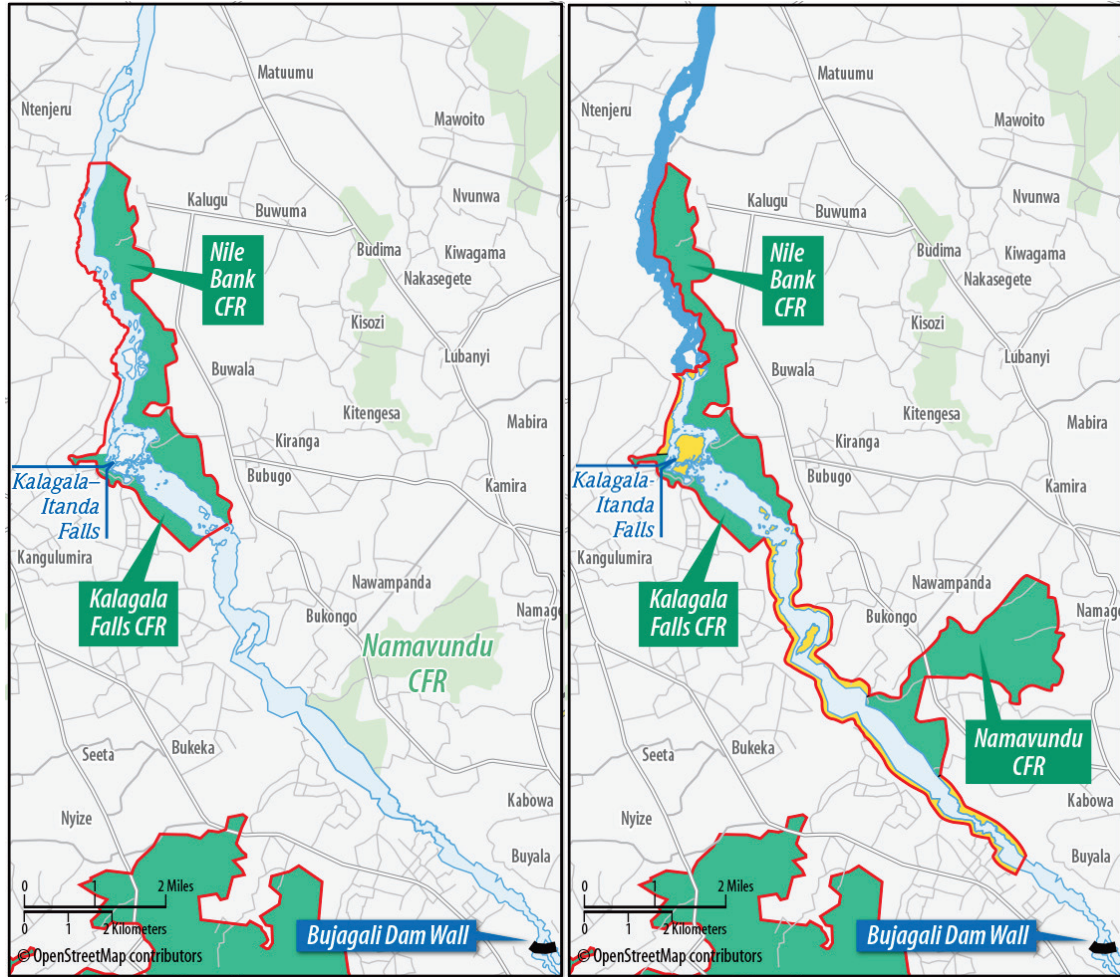 Matuumu
Ntenjeru
Mawoito
Nvunwa
Kalugu
Buwuma
Nile
Bank
CFR
Budima
Kiwagama
Nakasegete
Kisozi
Lubanyi
Buwala
Kitengesa
Mabira
Kiranga
Kalagala–
Itanda
Falls
Bubugo
Kamira
Kangulumira
Kalagala
Falls CFR
Nawampanda
Bukongo
Namage
Namavundu
CFR
Seeta
Bukeka
Kabowa
Nyize
Buyala
0 1 2 Miles
0 1 2 Kilometers
Bujagali Dam Wall
© OpenStreetMap contributors
Matuumu
Ntenjeru
Mawoito
Nvunwa
Kalugu
Buwuma
Nile
Bank
CFR
Budima
Kiwagama
Nakasegete
Kisozi
Lubanyi
Buwala
Kitengesa
Mabira
Kiranga
Kalagala-
Itanda
Falls
Bubugo
Kamira
Kangulumira
Kalagala
Falls CFR
Nawampanda
Bukongo
Namage
Namavundu
CFR
Seeta
Bukeka
Kabowa
Nyize
Buyala
0 1 2 Miles
0 1 2 Kilometers
Bujagali Dam Wall
© OpenStreetMap contributors